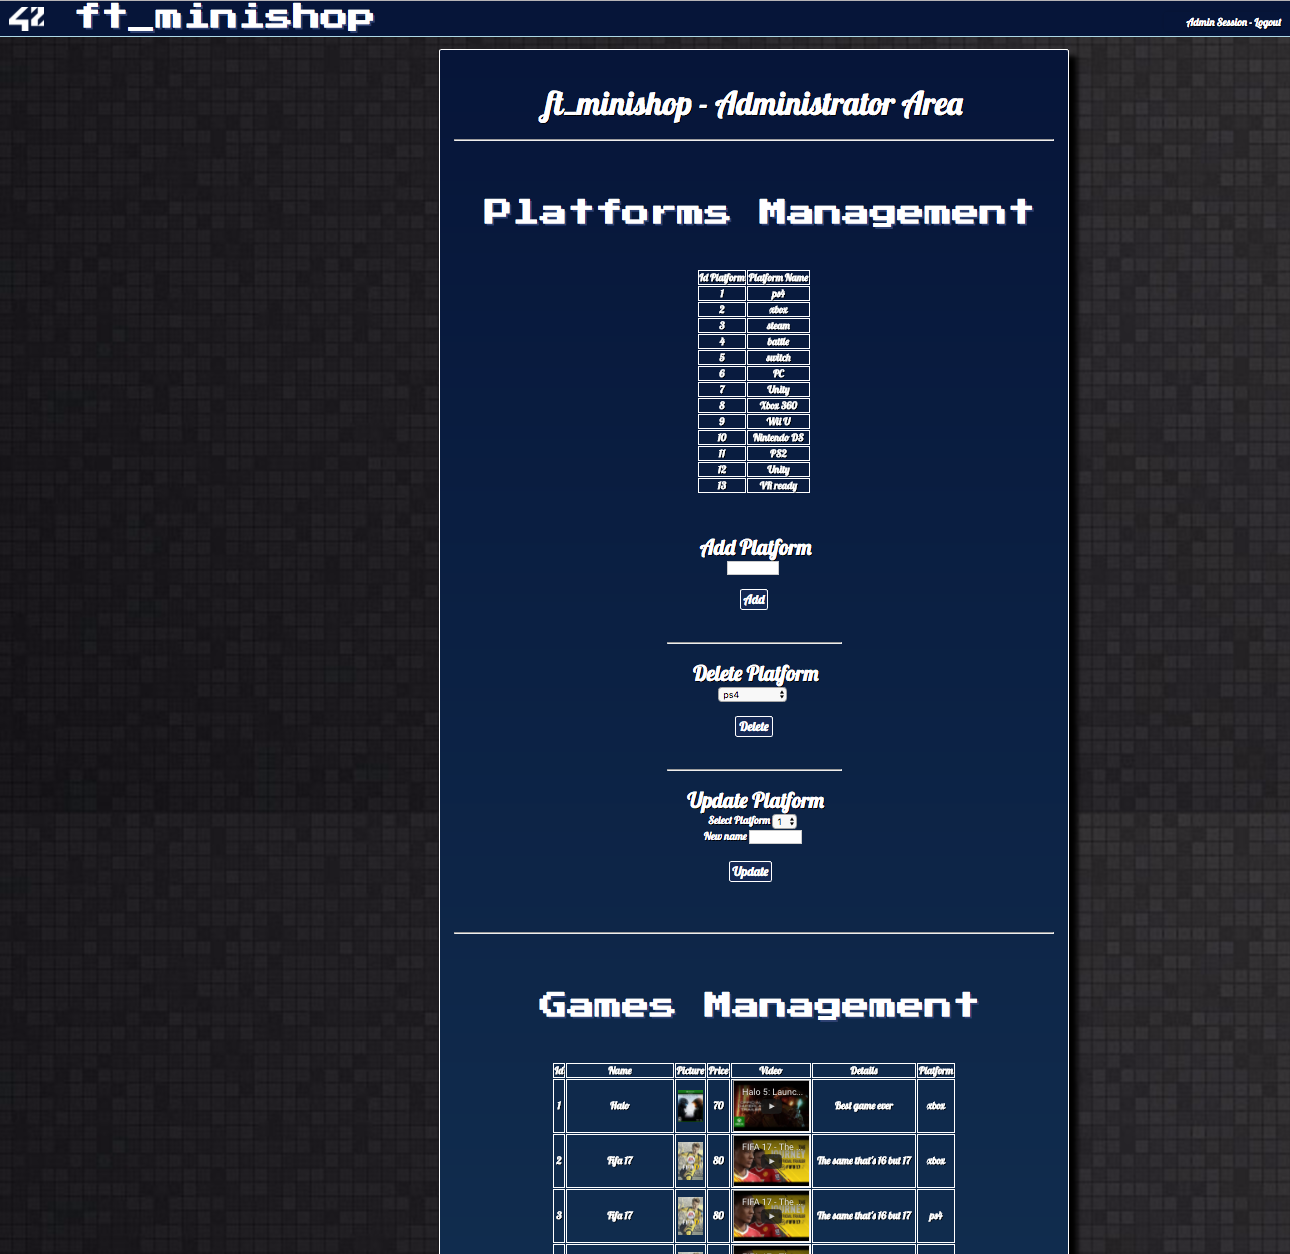 42 ft_minishop
Admin Session - Logout
ft_minishop - Administrator Area
Platforms Management
Id Platform Platform Name
1 ps4
2 xbox
3 steam
4 battle
5 switch
6 PC
7 Unity
8 Xbox 360
9 Wii U
10 Nintendo DS
11 PS2
12 Unity
13 VR ready
Add Platform
Add
Delete Platform
ps4
Delete
Update Platform
Select Platform 1
New name
Update
Games Management
Id Name Picture Price Video Details Platform
Halo 5: Launc...
1 Halo 70 Best game ever xbox
FIFA 17 - The ...
2 Fifa 17 80 The same that's 16 but 17 xbox
FIFA 17 - The ...
3 Fifa 17 80 The same that's 16 but 17 ps4